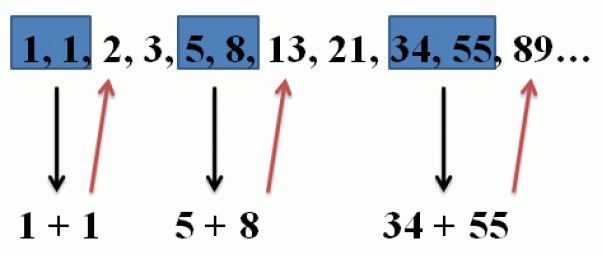 1, 1, 2, 3, 5, 8, 13, 21, 34, 55, 89...
1 + 1 5 + 8 34 + 55